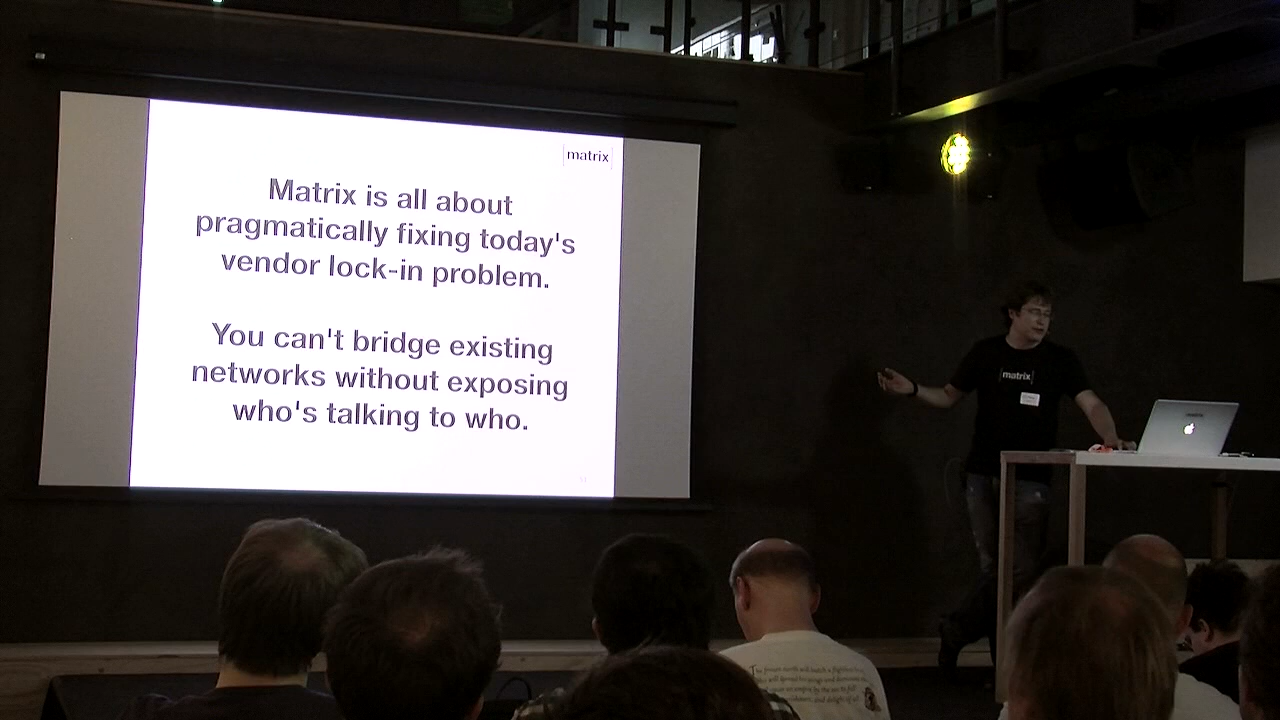 [matrix]
Matrix is all about
pragmatically fixing today's
vendor lock-in problem.
You can't bridge existing
networks without exposing
who's talking to who.
[matrix]